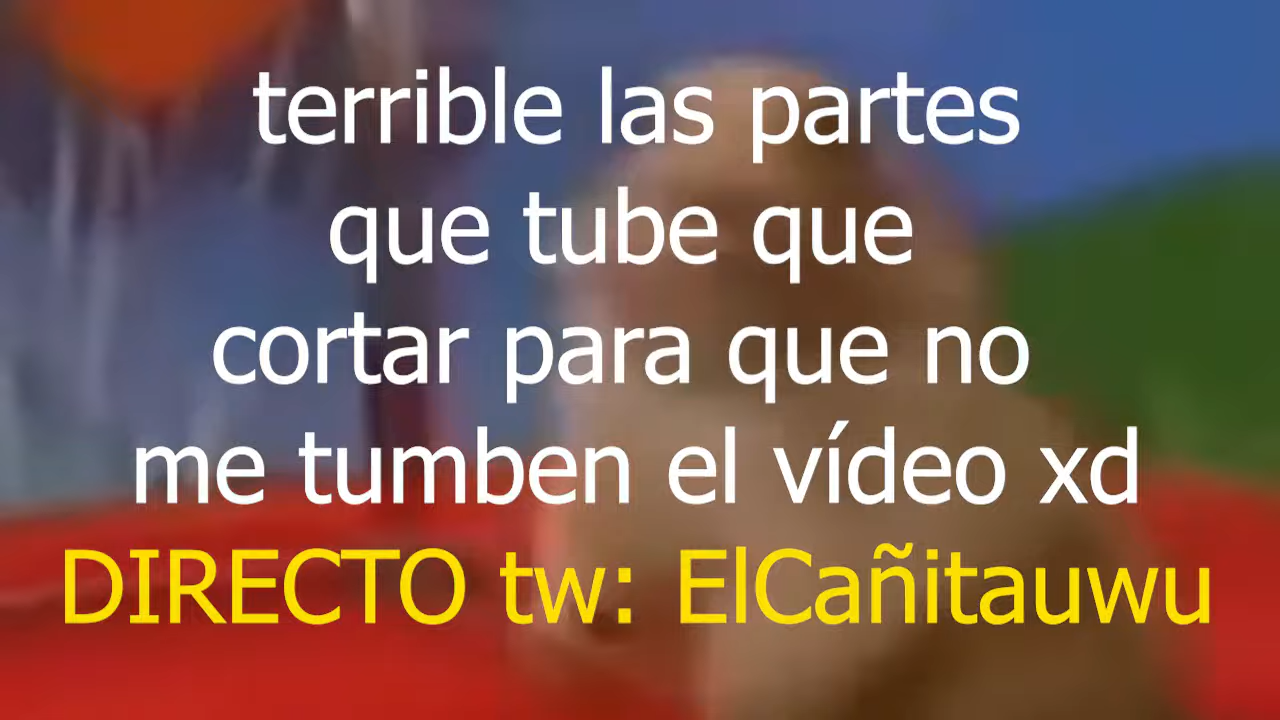 terrible las partes
que tube que
cortar para que no
me tumben el vídeo xd
DIRECTO tw: ElCañitauwu